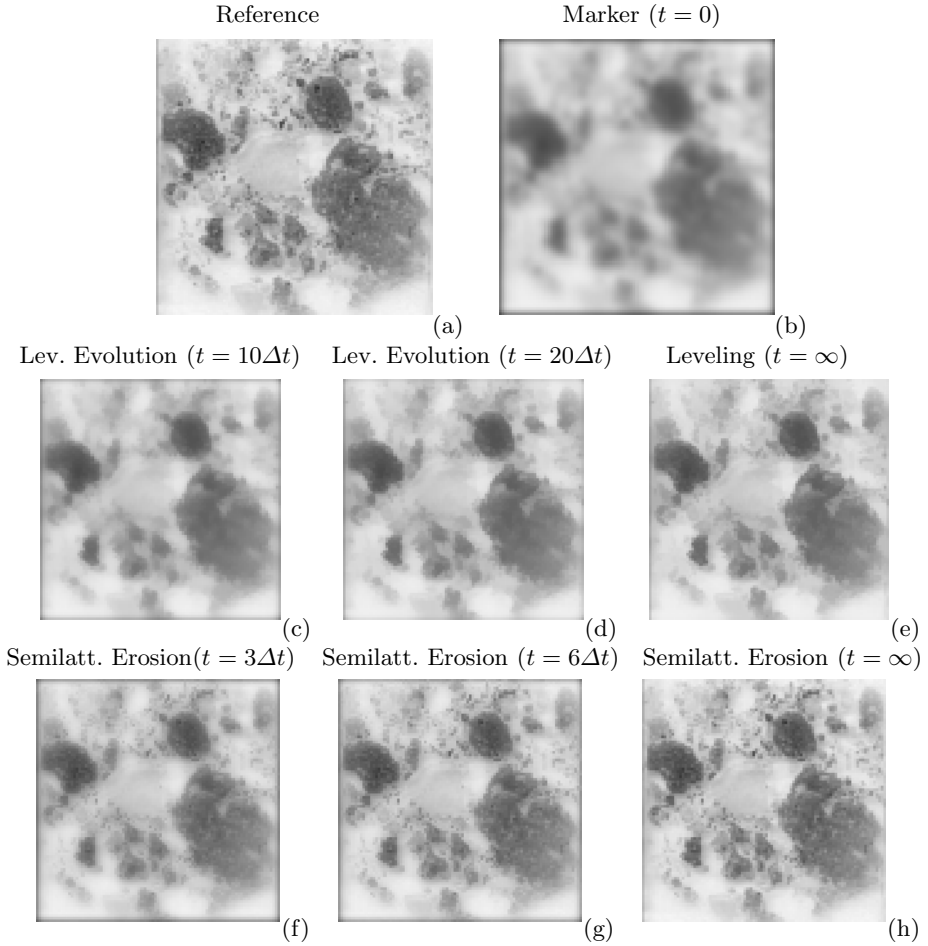 Reference
Marker (t = 0)
(a)
(b)
Lev. Evolution (t = 10Δt)
Lev. Evolution (t = 20Δt)
Leveling (t = ∞)
(c)
(d)
(e)
Semilatt. Erosion(t = 3Δt)
Semilatt. Erosion (t = 6Δt)
Semilatt. Erosion (t = ∞)
(f)
(g)
(h)